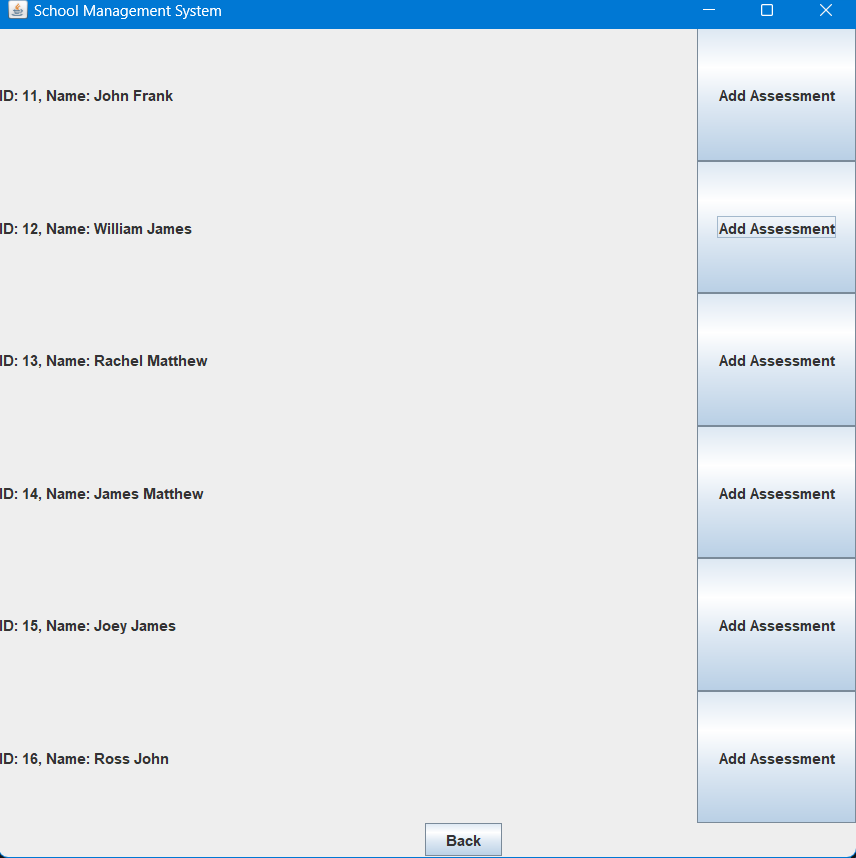 School Management System
ID: 11, Name: John Frank
Add Assessment
ID: 12, Name: William James
Add Assessment
ID: 13, Name: Rachel Matthew
Add Assessment
ID: 14, Name: James Matthew
Add Assessment
ID: 15, Name: Joey James
Add Assessment
ID: 16, Name: Ross John
Add Assessment
Back